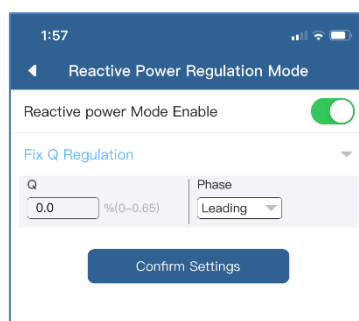 1:57
Reactive Power Regulation Mode
Reactive power Mode Enable
Fix Q Regulation
Q Phase
0.0 %(0–0.65) Leading
Confirm Settings